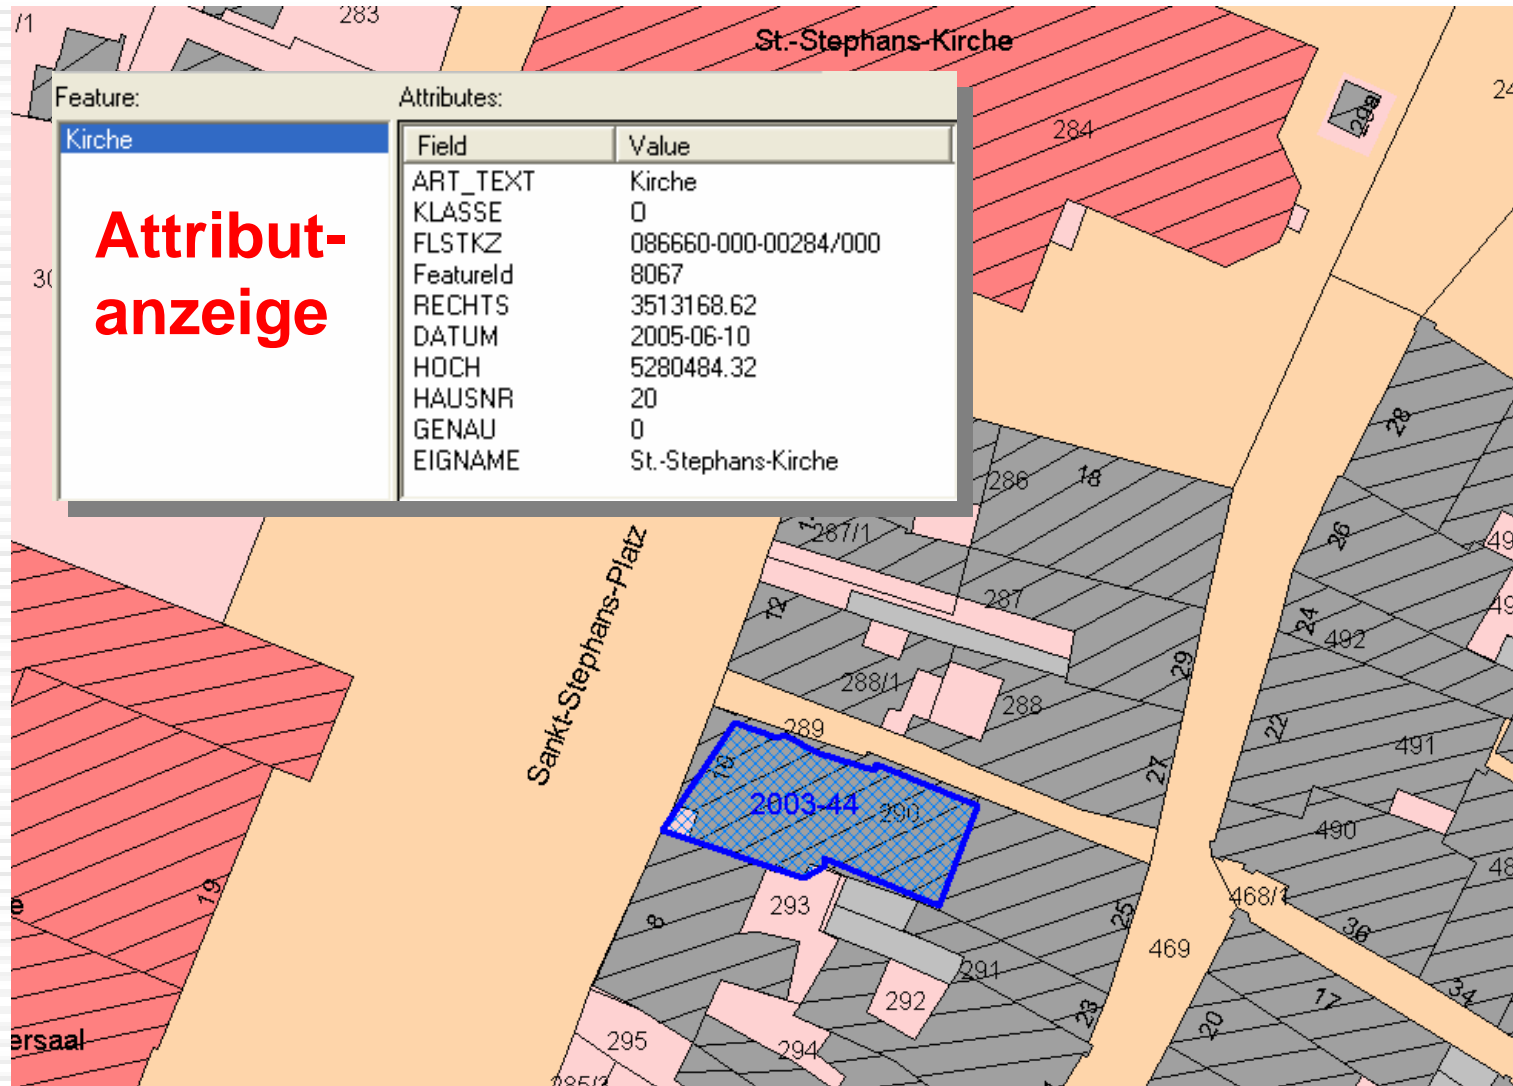 /1
283
St.-Stephans-Kirche
284
29a
Feature:
Attributes:
Kirche
Field Value
ART_TEXT Kirche
KLASSE 0
FLSTKZ 086660-000-00284/000
FeatureId 8067
RECHTS 3513168.62
DATUM 2005-06-10
HOCH 5280484.32
HAUSNR 20
GENAU 0
EIGNAME St.-Stephans-Kirche
Attribut-
anzeige
28
286
18
287/1
26
Sankt-Stephans-Platz
12
287
24
492
29
288/1
288
22
289
491
27
10
2003-44
290
490
19
293
8
25
468/1
36
469
291
292
34
17
23
20
ersaal
295
294